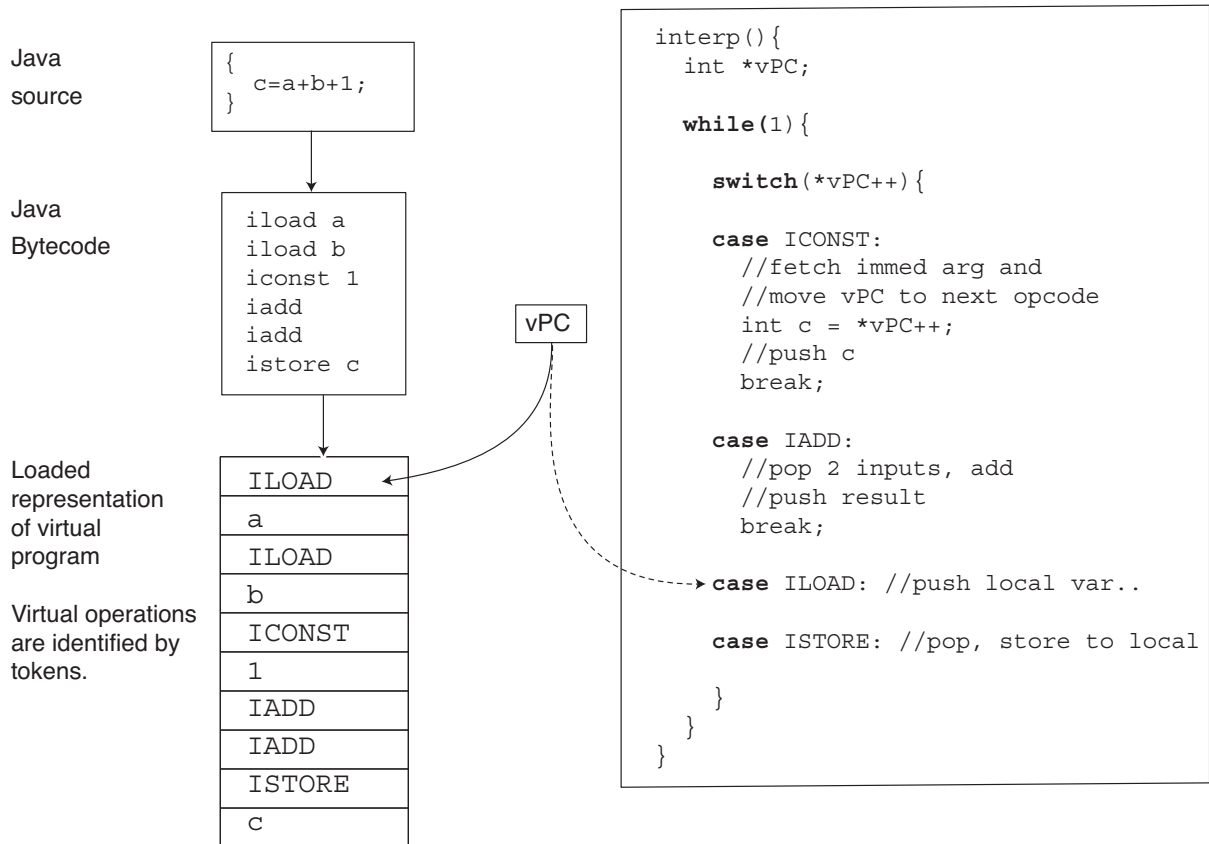 Java
source
{
c=a+b+1;
}
Java
Bytecode
iload a
iload b
iconst 1
iadd
iadd
istore c
vPC
Loaded
representation
of virtual
program
Virtual operations
are identified by
tokens.
ILOAD
a
ILOAD
b
ICONST
1
IADD
IADD
ISTORE
c
interp(){
int *vPC;
while(1){
switch(*vPC++){
case ICONST:
//fetch immed arg and
//move vPC to next opcode
int c = *vPC++;
//push c
break;
case IADD:
//pop 2 inputs, add
//push result
break;
case ILOAD: //push local var..
case ISTORE: //pop, store to local
}
}
}